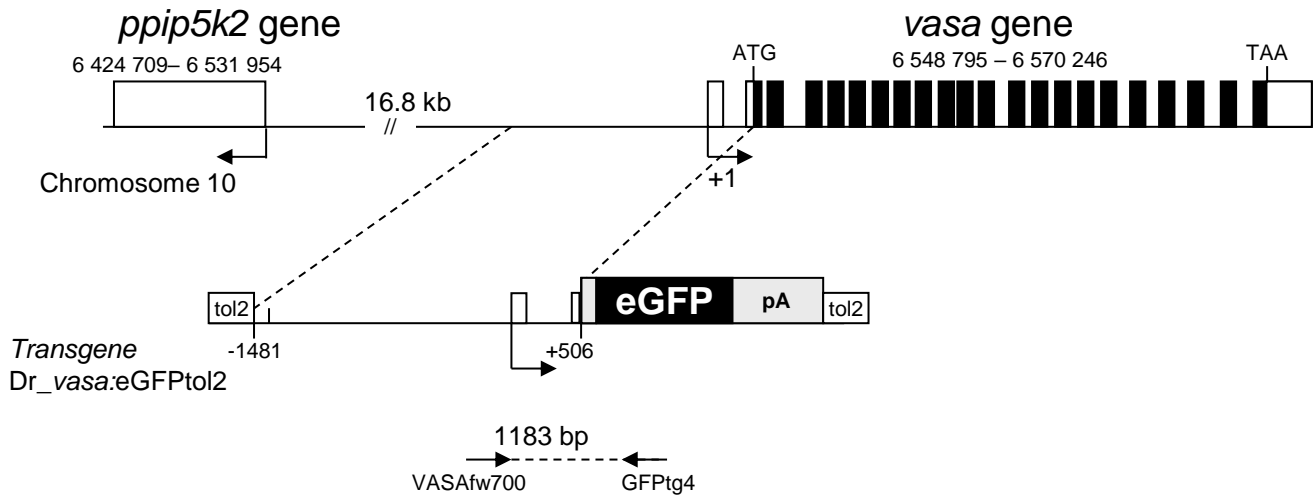 ppip5k2 gene
vasa gene
6 424 709– 6 531 954
ATG
6 548 795 – 6 570 246
TAA
16.8 kb
//
Chromosome 10
+1
tol2
eGFP
pA
tol2
Transgene
-1481
+506
Dr_vasa:eGFPtol2
1183 bp
VASAfw700
GFPtg4